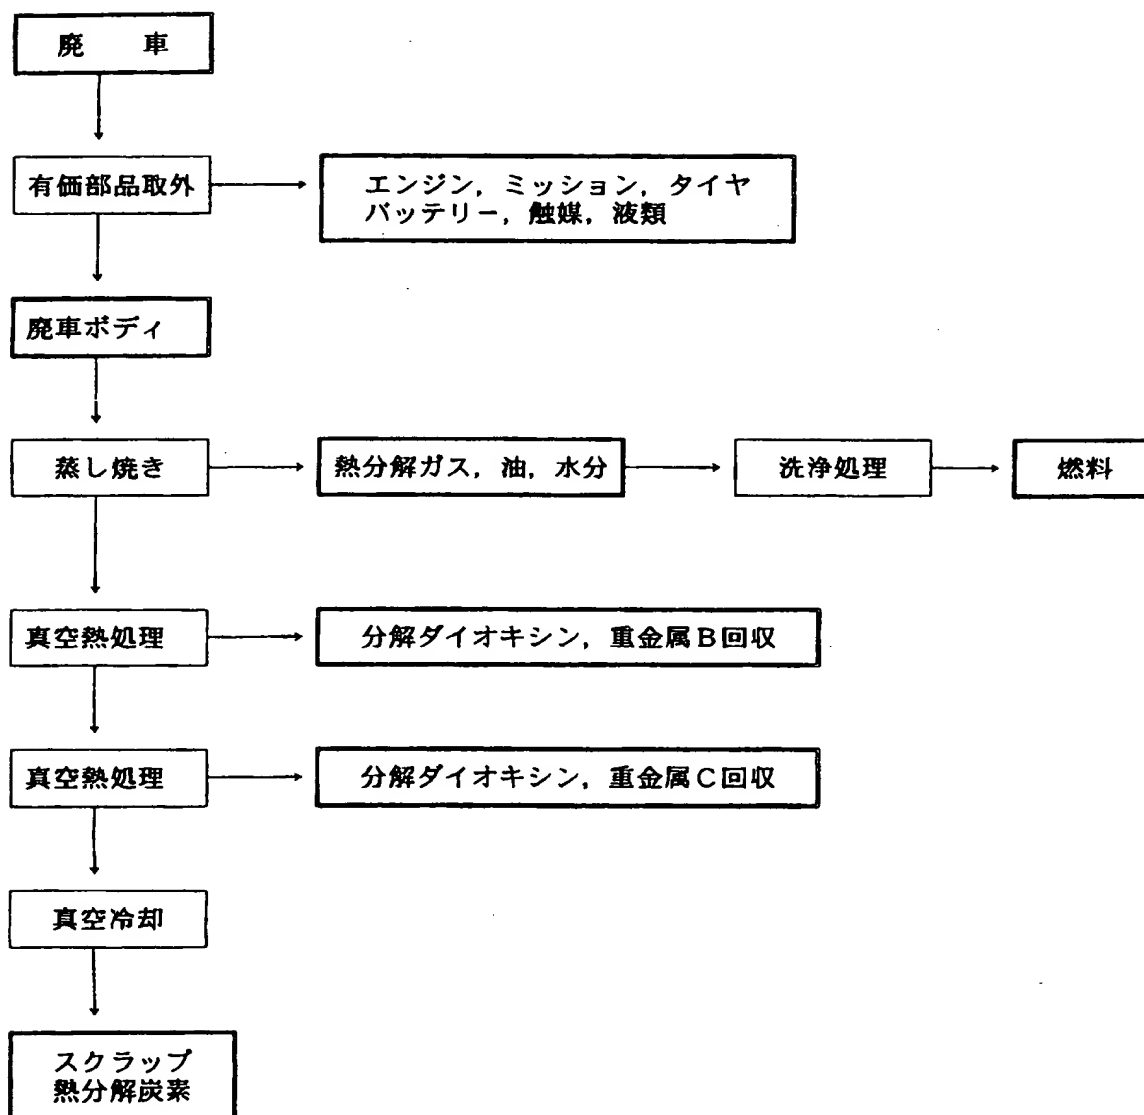 廃　車
有価部品取外
エンジン，ミッション，タイヤ
バッテリー，触媒，液類
廃車ボディ
蒸し焼き
熱分解ガス，油，水分
洗浄処理
燃料
真空熱処理
分解ダイオキシン，重金属B回収
真空熱処理
分解ダイオキシン，重金属C回収
真空冷却
スクラップ
熱分解炭素